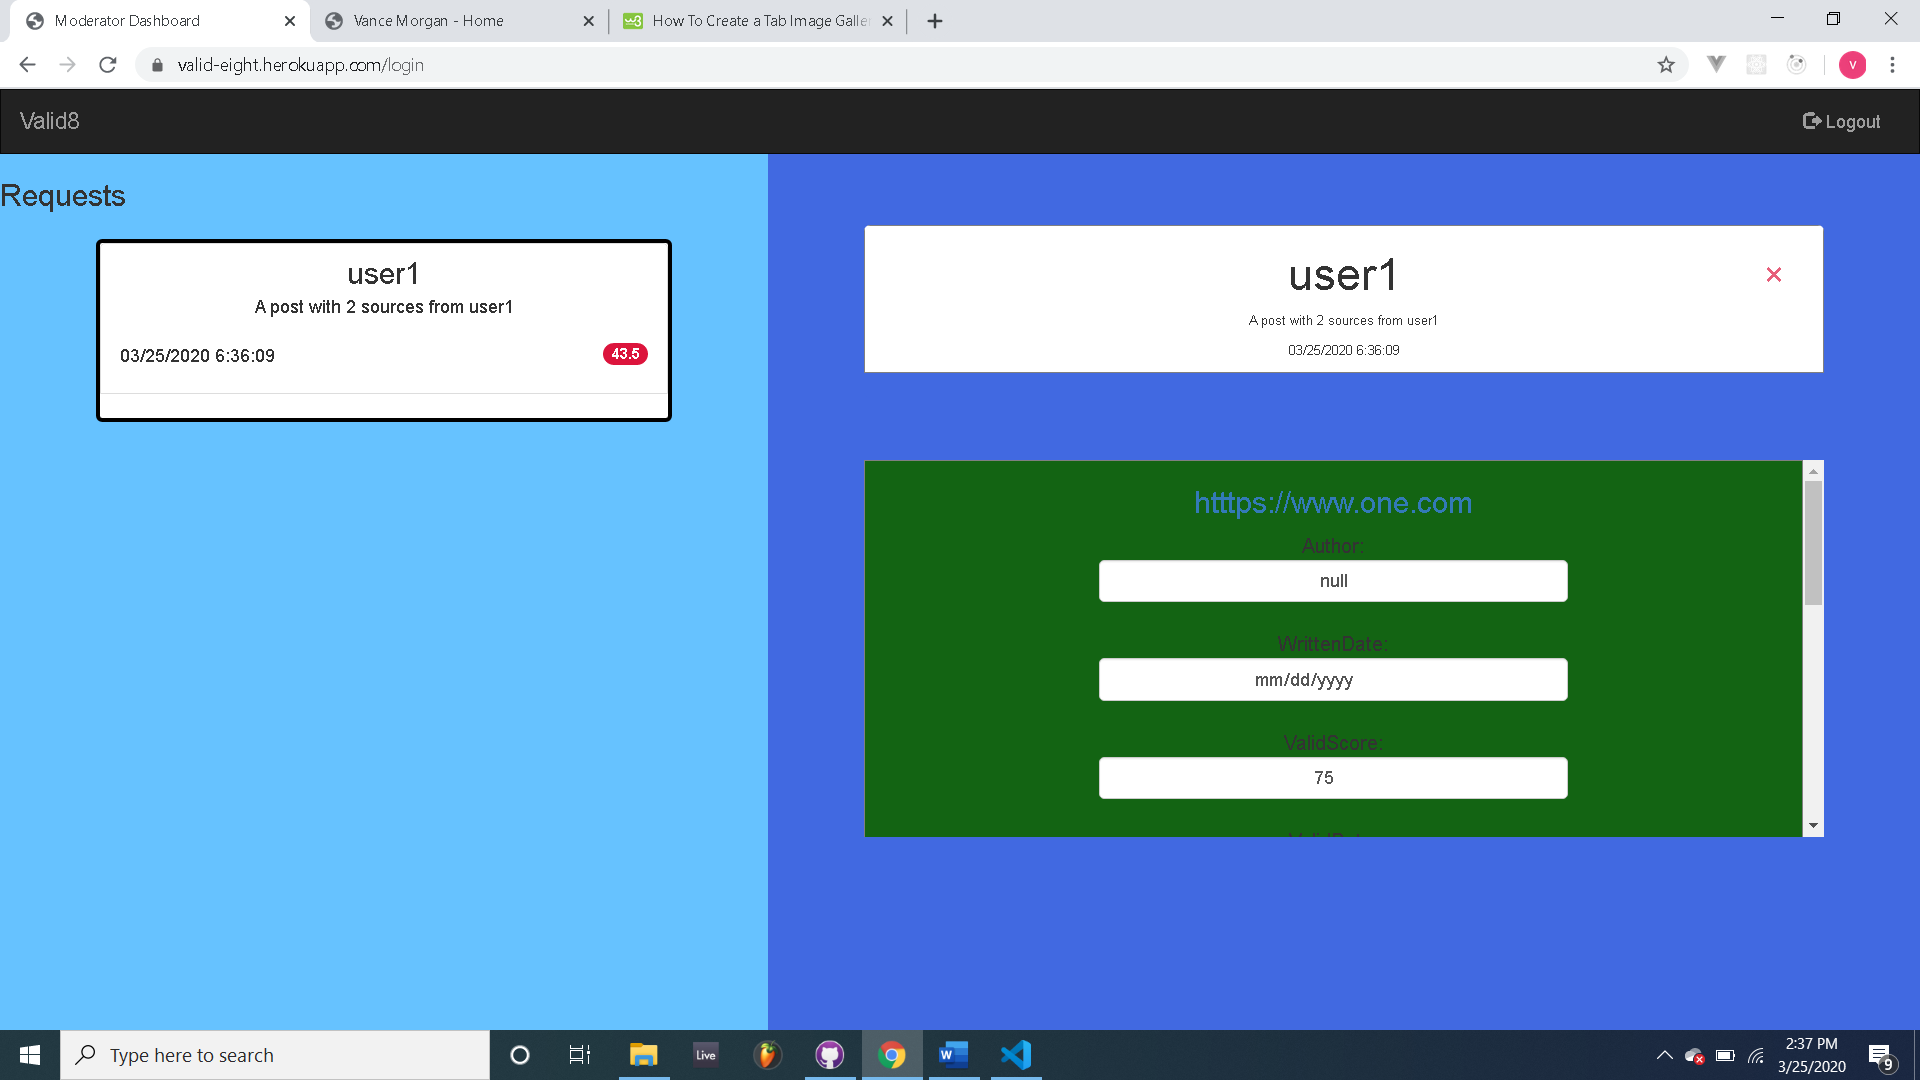 Moderator Dashboard
Vance Morgan - Home
How To Create a Tab Image Galle
valid-eight.herokuapp.com/login
v
Valid8
Logout
Requests
user1
A post with 2 sources from user1
03/25/2020 6:36:09
43.5
user1
A post with 2 sources from user1
03/25/2020 6:36:09
htttps://www.one.com
Author:
null
WrittenDate:
mm/dd/yyyy
ValidScore:
75
Type here to search
Live
W
2:37 PM
3/25/2020
9